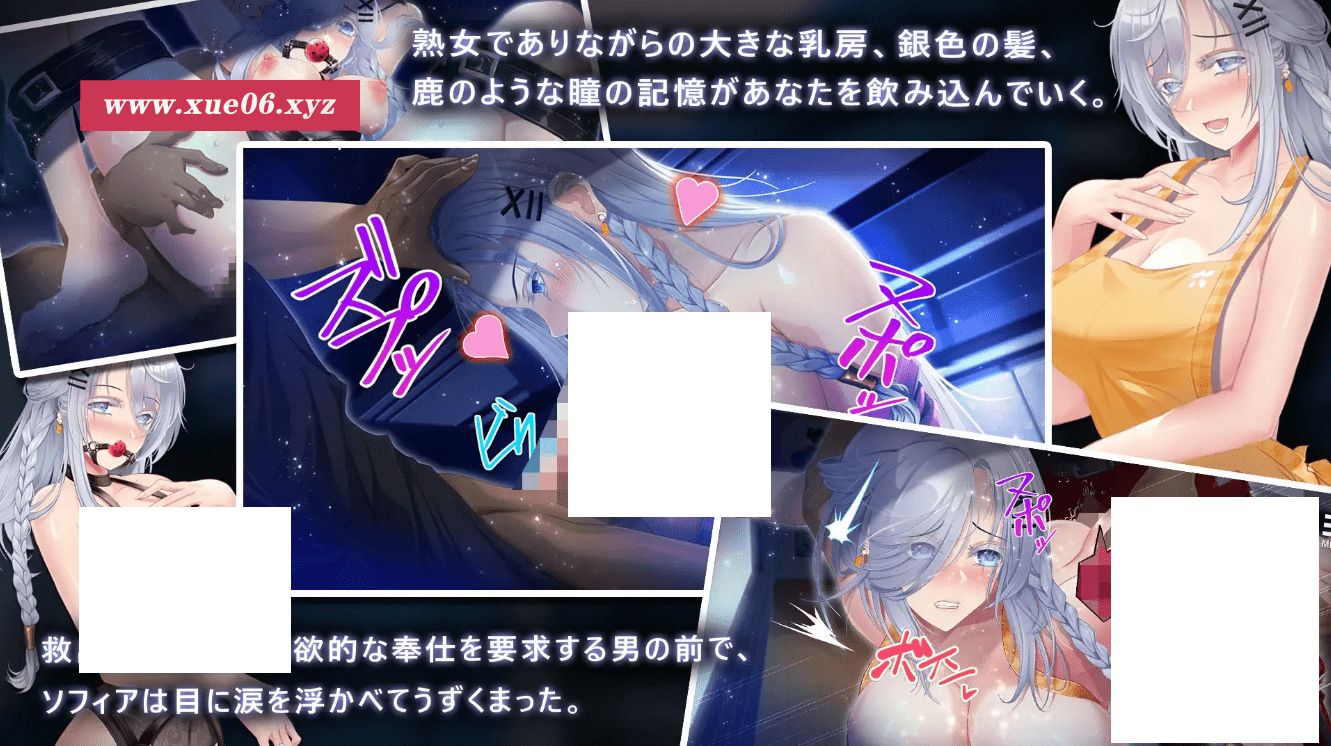 熟女でありながらの大きな乳房、銀色の髪、
鹿のような瞳の記憶があなたを飲み込んでいく。
www.xue06.xyz
XII
XII
ズポッ
ヌポッ
ヌポッ
救
欲的な奉仕を要求する男の前で、
ソフィアは目に涙を浮かべてうずくまった。